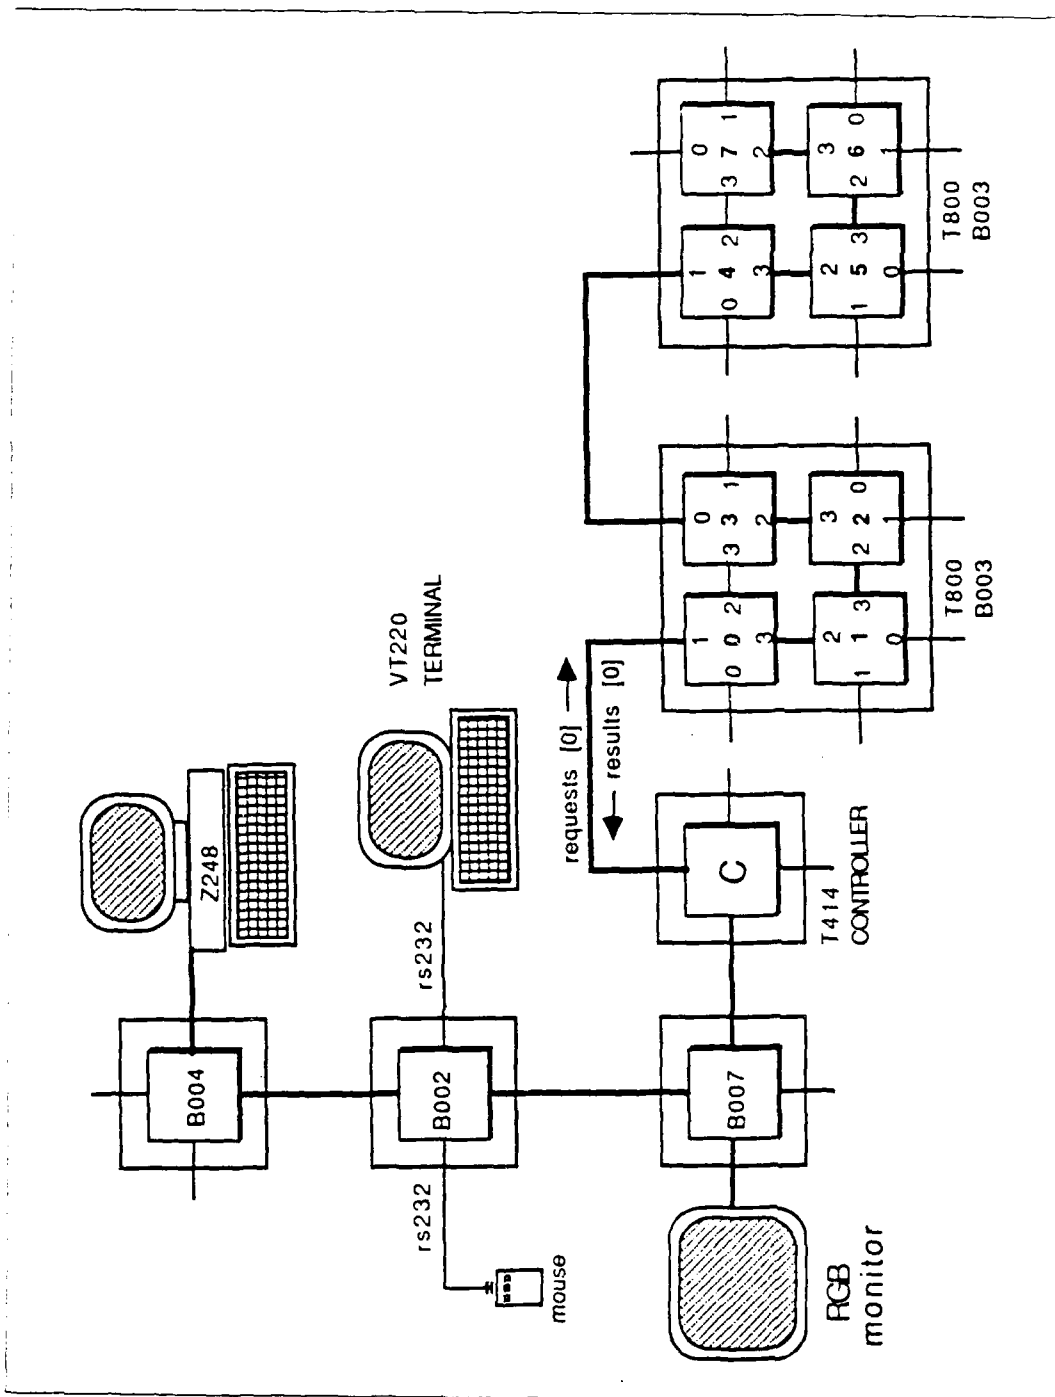 B004 Z248
VT220
TERMINAL
rs232 B002 rs232
mouse
requests [0]
results [0]
1 0 1 0
B007 C 0 0 2 3 3 1 0 4 2 3 7 1
3 2 3 2
2 3 2 3
T414
CONTROLLER
1 1 3 2 2 0 1 5 3 2 6 0
0 1 0 1
RGB
monitor
T800
B003
T800
B003